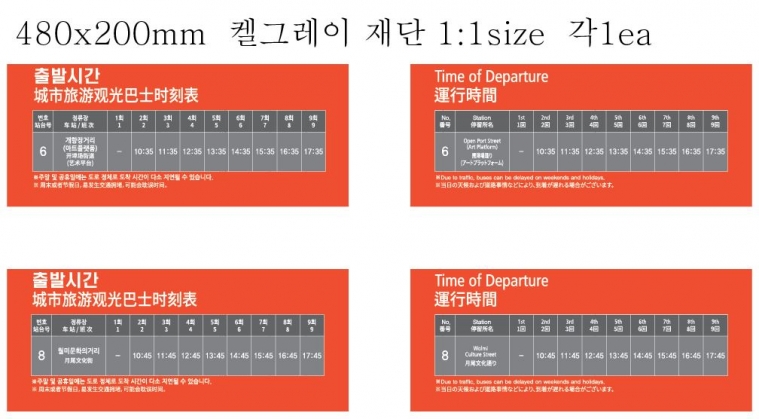 480x200mm 켈그레이 재단 1:1size 각1ea
출발시간
城市旅游观光巴士时刻表
번호 정류장 1회 2회 3회 4회 5회 6회 7회 8회 9회
站台号 车 站 / 班 次 1 2 3 4 5 6 7 8 9
6 개항장거리 (아트플랫폼) 开埠场街道 (艺术平台) – 10:35 11:35 12:35 13:35 14:35 15:35 16:35 17:35
※주말 및 공휴일에는 도로 정체로 도착 시간이 다소 지연될 수 있습니다.
※ 周末或者节假日, 易发生交通拥堵, 可能会耽误时间。
Time of Departure
運行時間
No. Station 1st 2nd 3rd 4th 5th 6th 7th 8th 9th
番号 停留所名 1回 2回 3回 4回 5回 6回 7回 8回 9回
6 Open Port Street (Art Platform) 開港場通り (アートプラットフォーム) – 10:35 11:35 12:35 13:35 14:35 15:35 16:35 17:35
※Due to traffic, buses can be delayed on weekends and holidays.
※当日の天候および道路事情などにより、到着が遅れる場合がございます。
출발시간
城市旅游观光巴士时刻表
번호 정류장 1회 2회 3회 4회 5회 6회 7회 8회 9회
站台号 车 站 / 班 次 1 2 3 4 5 6 7 8 9
8 월미문화의거리 月尾文化街 – 10:45 11:45 12:45 13:45 14:45 15:45 16:45 17:45
※주말 및 공휴일에는 도로 정체로 도착 시간이 다소 지연될 수 있습니다.
※ 周末或者节假日, 易发生交通拥堵, 可能会耽误时间。
Time of Departure
運行時間
No. Station 1st 2nd 3rd 4th 5th 6th 7th 8th 9th
番号 停留所名 1回 2回 3回 4回 5回 6回 7回 8回 9回
8 Wolmi Culture Street 月尾文化通り – 10:45 11:45 12:45 13:45 14:45 15:45 16:45 17:45
※Due to traffic, buses can be delayed on weekends and holidays.
※当日の天候および道路事情などにより、到着が遅れる場合がございます。